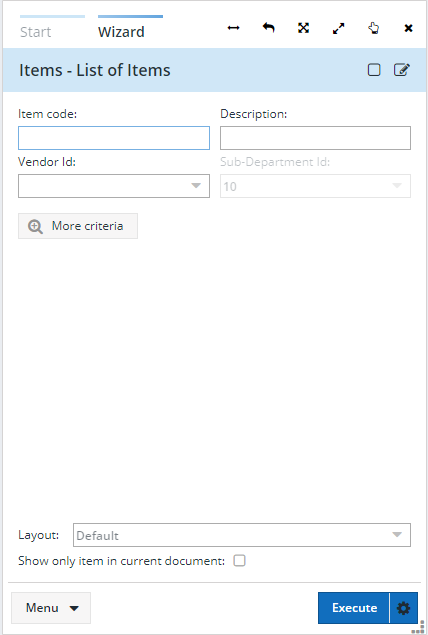 Start Wizard
Items - List of Items
Item code: Description:
Vendor Id: Sub-Department Id:
10
More criteria
Layout: Default
Show only item in current document:
Menu Execute